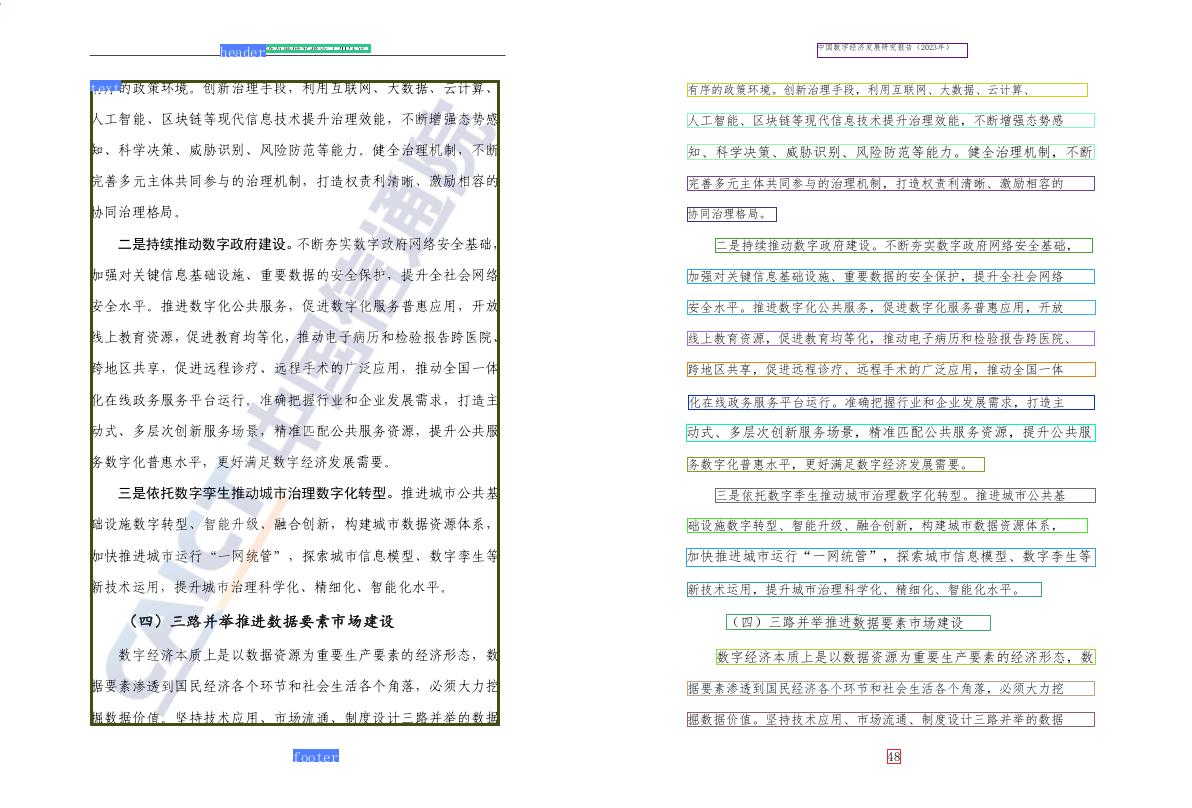 header
text
有序的政策环境。创新治理手段，利用互联网、大数据、云计算、
人工智能、区块链等现代信息技术提升治理效能，不断增强态势感
知、科学决策、威胁识别、风险防范等能力。健全治理机制，不断
完善多元主体共同参与的治理机制，打造权责利清晰、激励相容的
协同治理格局。
二是持续推动数字政府建设。不断夯实数字政府网络安全基础，
加强对关键信息基础设施、重要数据的安全保护，提升全社会网络
安全水平。推进数字化公共服务，促进数字化服务普惠应用，开放
线上教育资源，促进教育均等化，推动电子病历和检验报告跨医院、
跨地区共享，促进远程诊疗、远程手术的广泛应用，推动全国一体
化在线政务服务平台运行。准确把握行业和企业发展需求，打造主
动式、多层次创新服务场景，精准匹配公共服务资源，提升公共服
务数字化普惠水平，更好满足数字经济发展需要。
三是依托数字孪生推动城市治理数字化转型。推进城市公共基
础设施数字转型、智能升级、融合创新，构建城市数据资源体系，
加快推进城市运行“一网统管”，探索城市信息模型、数字孪生等
新技术运用，提升城市治理科学化、精细化、智能化水平。
（四）三路并举推进数据要素市场建设
数字经济本质上是以数据资源为重要生产要素的经济形态，数
据要素渗透到国民经济各个环节和社会生活各个角落，必须大力挖
掘数据价值。坚持技术应用、市场流通、制度设计三路并举的数据
footer
CAICT 中国信通院
中国数字经济发展研究报告（2023年）
有序的政策环境。创新治理手段，利用互联网、大数据、云计算、
人工智能、区块链等现代信息技术提升治理效能，不断增强态势感
知、科学决策、威胁识别、风险防范等能力。健全治理机制，不断
完善多元主体共同参与的治理机制，打造权责利清晰、激励相容的
协同治理格局。
二是持续推动数字政府建设。不断夯实数字政府网络安全基础，
加强对关键信息基础设施、重要数据的安全保护，提升全社会网络
安全水平。推进数字化公共服务，促进数字化服务普惠应用，开放
线上教育资源，促进教育均等化，推动电子病历和检验报告跨医院、
跨地区共享，促进远程诊疗、远程手术的广泛应用，推动全国一体
化在线政务服务平台运行。准确把握行业和企业发展需求，打造主
动式、多层次创新服务场景，精准匹配公共服务资源，提升公共服
务数字化普惠水平，更好满足数字经济发展需要。
三是依托数字季生推动城市治理数字化转型。推进城市公共基
础设施数字转型、智能升级、融合创新，构建城市数据资源体系，
加快推进城市运行“一网统管”，探索城市信息模型、数字李生等
新技术运用，提升城市治理科学化、精细化、智能化水平。
（四）三路并举推进数据要素市场建设
数字经济本质上是以数据资源为重要生产要素的经济形态，数
据要素渗透到国民经济各个环节和社会生活各个角落，必须大力挖
掘数据价值。坚持技术应用、市场流通、制度设计三路并举的数据
48